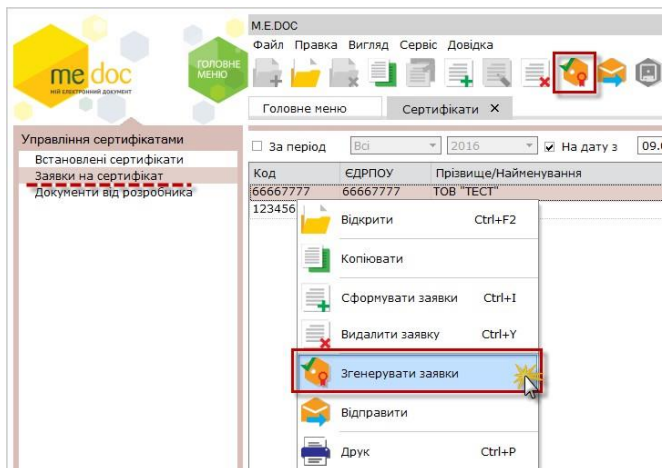 M.E.DOC
Файл Правка Вигляд Сервіс Довідка
me doc
мій електронний документ
ГОЛОВНЕ
МЕНЮ
Головне меню
Сертифікати X
Управління сертифікатами
Встановлені сертифікати
Заявки на сертифікат
Документи від розробника
За період Всі 2016 На дату з 09.0
Код ЄДРПОУ Прізвище/Найменування
66667777 66667777 ТОВ "ТЕСТ"
123456
Відкрити Ctrl+F2
Копіювати
Сформувати заявки Ctrl+I
Видалити заявку Ctrl+Y
Згенерувати заявки
Відправити
Друк Ctrl+P